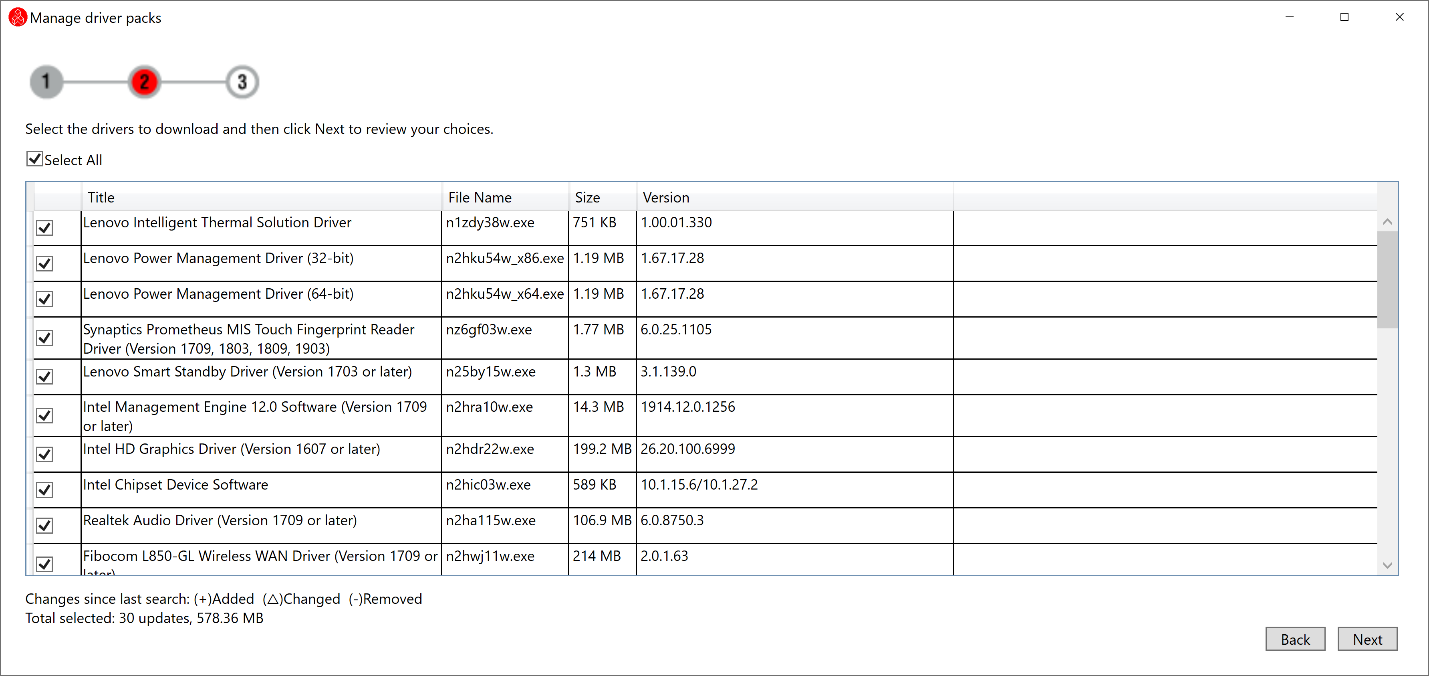 Manage driver packs
1 2 3
Select the drivers to download and then click Next to review your choices.
Select All
Title File Name Size Version
Lenovo Intelligent Thermal Solution Driver n1zdy38w.exe 751 KB 1.00.01.330
Lenovo Power Management Driver (32-bit) n2hku54w_x86.exe 1.19 MB 1.67.17.28
Lenovo Power Management Driver (64-bit) n2hku54w_x64.exe 1.19 MB 1.67.17.28
Synaptics Prometheus MIS Touch Fingerprint Reader nz6gf03w.exe 1.77 MB 6.0.25.1105
Driver (Version 1709, 1803, 1809, 1903)
Lenovo Smart Standby Driver (Version 1703 or later) n25by15w.exe 1.3 MB 3.1.139.0
Intel Management Engine 12.0 Software (Version 1709 n2hra10w.exe 14.3 MB 1914.12.0.1256
or later)
Intel HD Graphics Driver (Version 1607 or later) n2hdr22w.exe 199.2 MB 26.20.100.6999
Intel Chipset Device Software n2hic03w.exe 589 KB 10.1.15.6/10.1.27.2
Realtek Audio Driver (Version 1709 or later) n2ha115w.exe 106.9 MB 6.0.8750.3
Fibocom L850-GL Wireless WAN Driver (Version 1709 or n2hwj11w.exe 214 MB 2.0.1.63
later)
Changes since last search: (+)Added (△)Changed (-)Removed
Total selected: 30 updates, 578.36 MB
Back Next